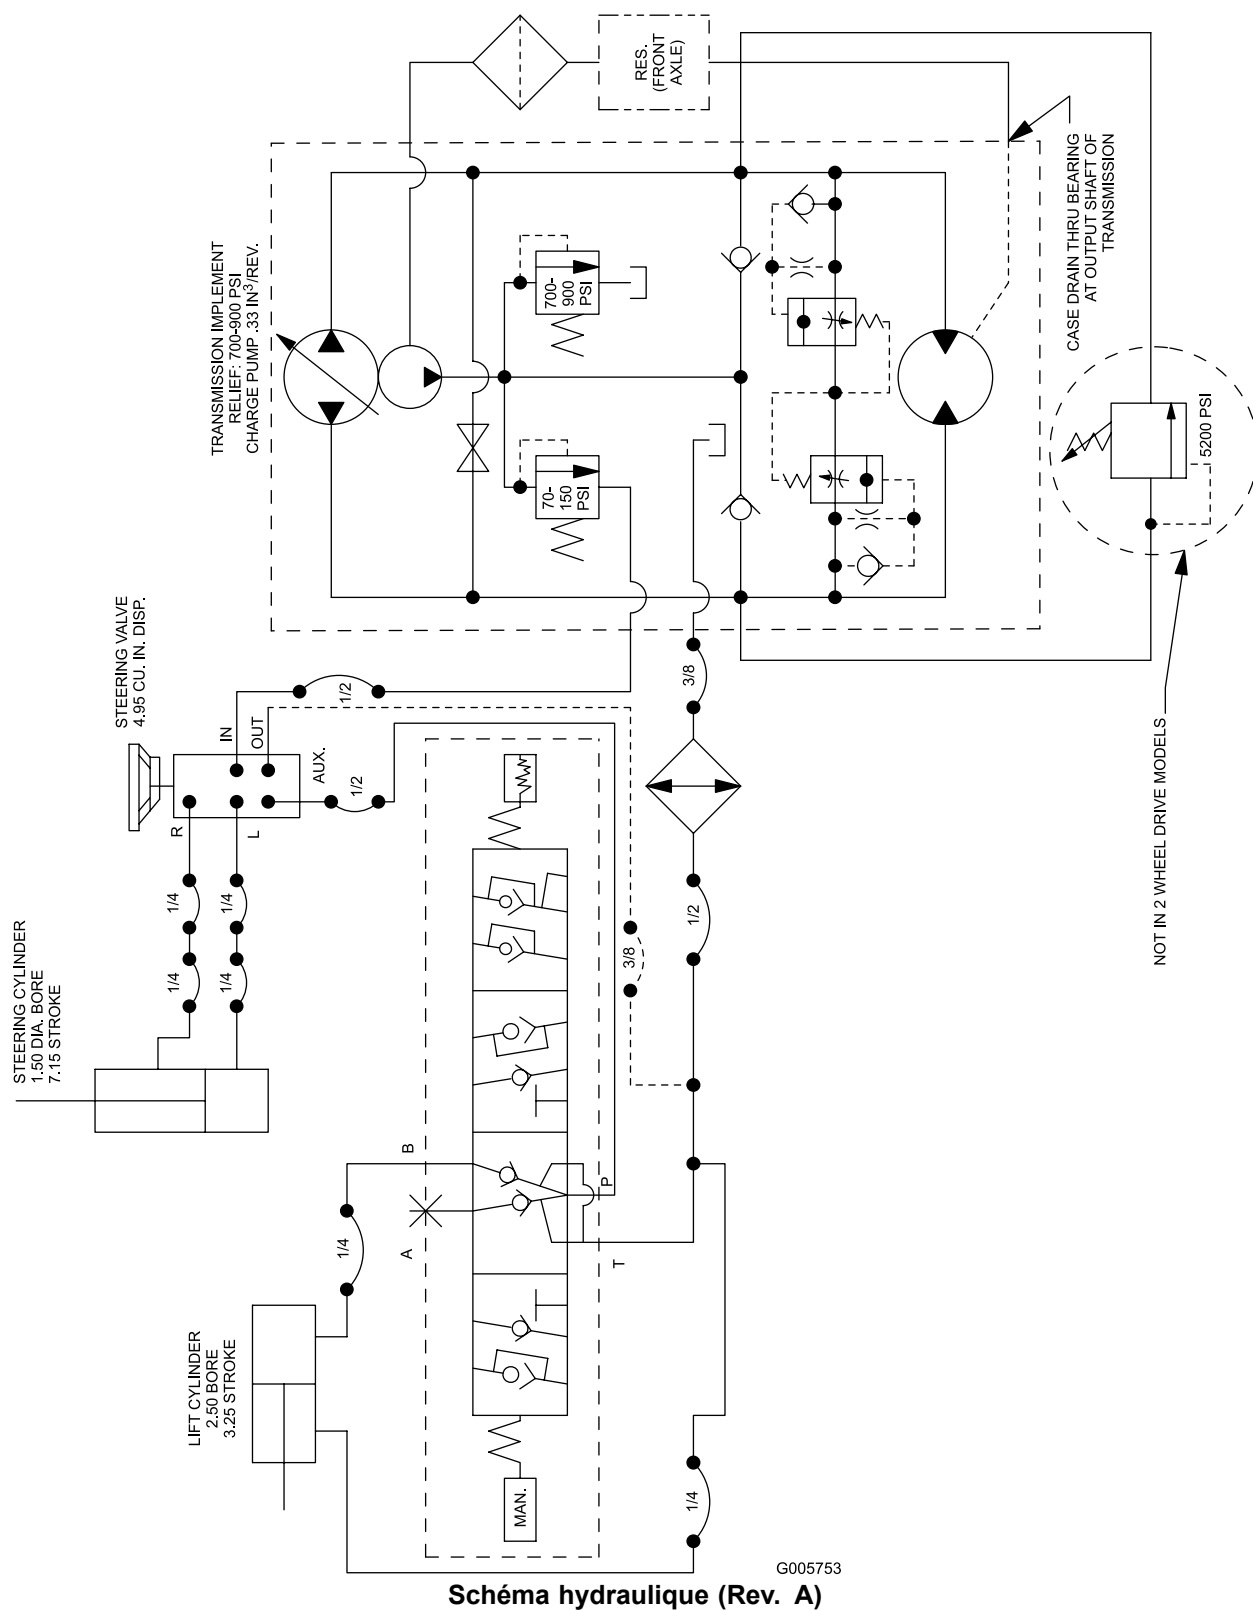 RES.
(FRONT
AXLE)
CASE DRAIN THRU BEARING
AT OUTPUT SHAFT OF
TRANSMISSION
TRANSMISSION IMPLEMENT
RELIEF: 700-900 PSI
CHARGE PUMP .33 IN³/REV.
700-
900
PSI
70-
150
PSI
5200 PSI
NOT IN 2 WHEEL DRIVE MODELS
STEERING VALVE
4.95 CU. IN. DISP.
IN
OUT
AUX.
R
L
1/2
1/2
3/8
1/4
1/4
1/4
1/4
STEERING CYLINDER
1.50 DIA. BORE
7.15 STROKE
3/8
1/2
B
A
P
T
1/4
LIFT CYLINDER
2.50 BORE
3.25 STROKE
MAN.
1/4
G005753
Schéma hydraulique (Rev. A)